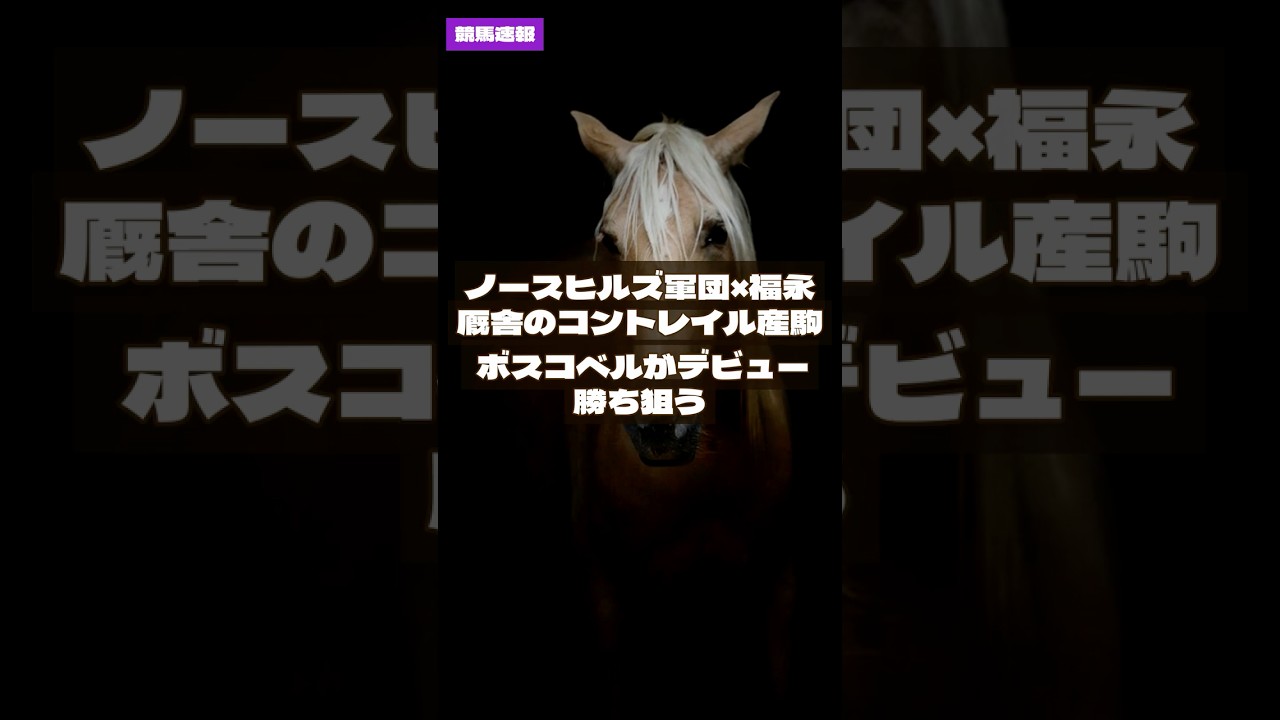 競馬速報
ノースヒルズ軍団×福永
厩舎のコントレイル産駒
ボスコベルがデビュー
勝ち狙う